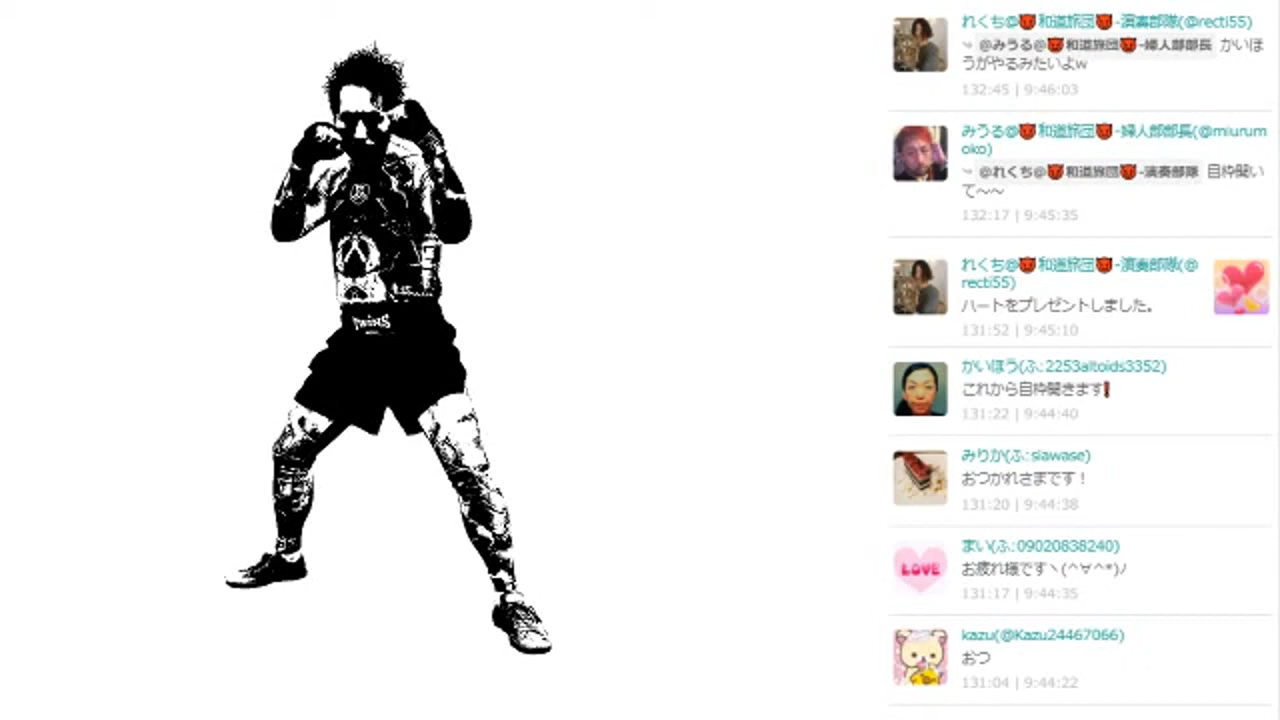 れくち@👿和道旅団👿-演奏部隊(@recti55)
@みうる@👿和道旅団👿-婦人部部長 かいほ
うがやるみたいよw
132:45 | 9:46:03
みうる@👿和道旅団👿-婦人部部長(@miurum
oko)
@れくち@👿和道旅団👿-演奏部隊 目枠開い
て～～
132:17 | 9:45:35
れくち@👿和道旅団👿-演奏部隊(@
recti55)
ハートをプレゼントしました。
131:52 | 9:45:10
かいほう(ふ:2253altoids3352)
これから目枠開きます❗
131:22 | 9:44:40
みりか(ふ:siawase)
おつかれさまです！
131:20 | 9:44:38
LOVE
まい(ふ:09020838240)
お疲れ様ですヽ(^∀^*)ﾉ
131:17 | 9:44:35
kazu(@Kazu24467066)
おつ
131:04 | 9:44:22
TWINS